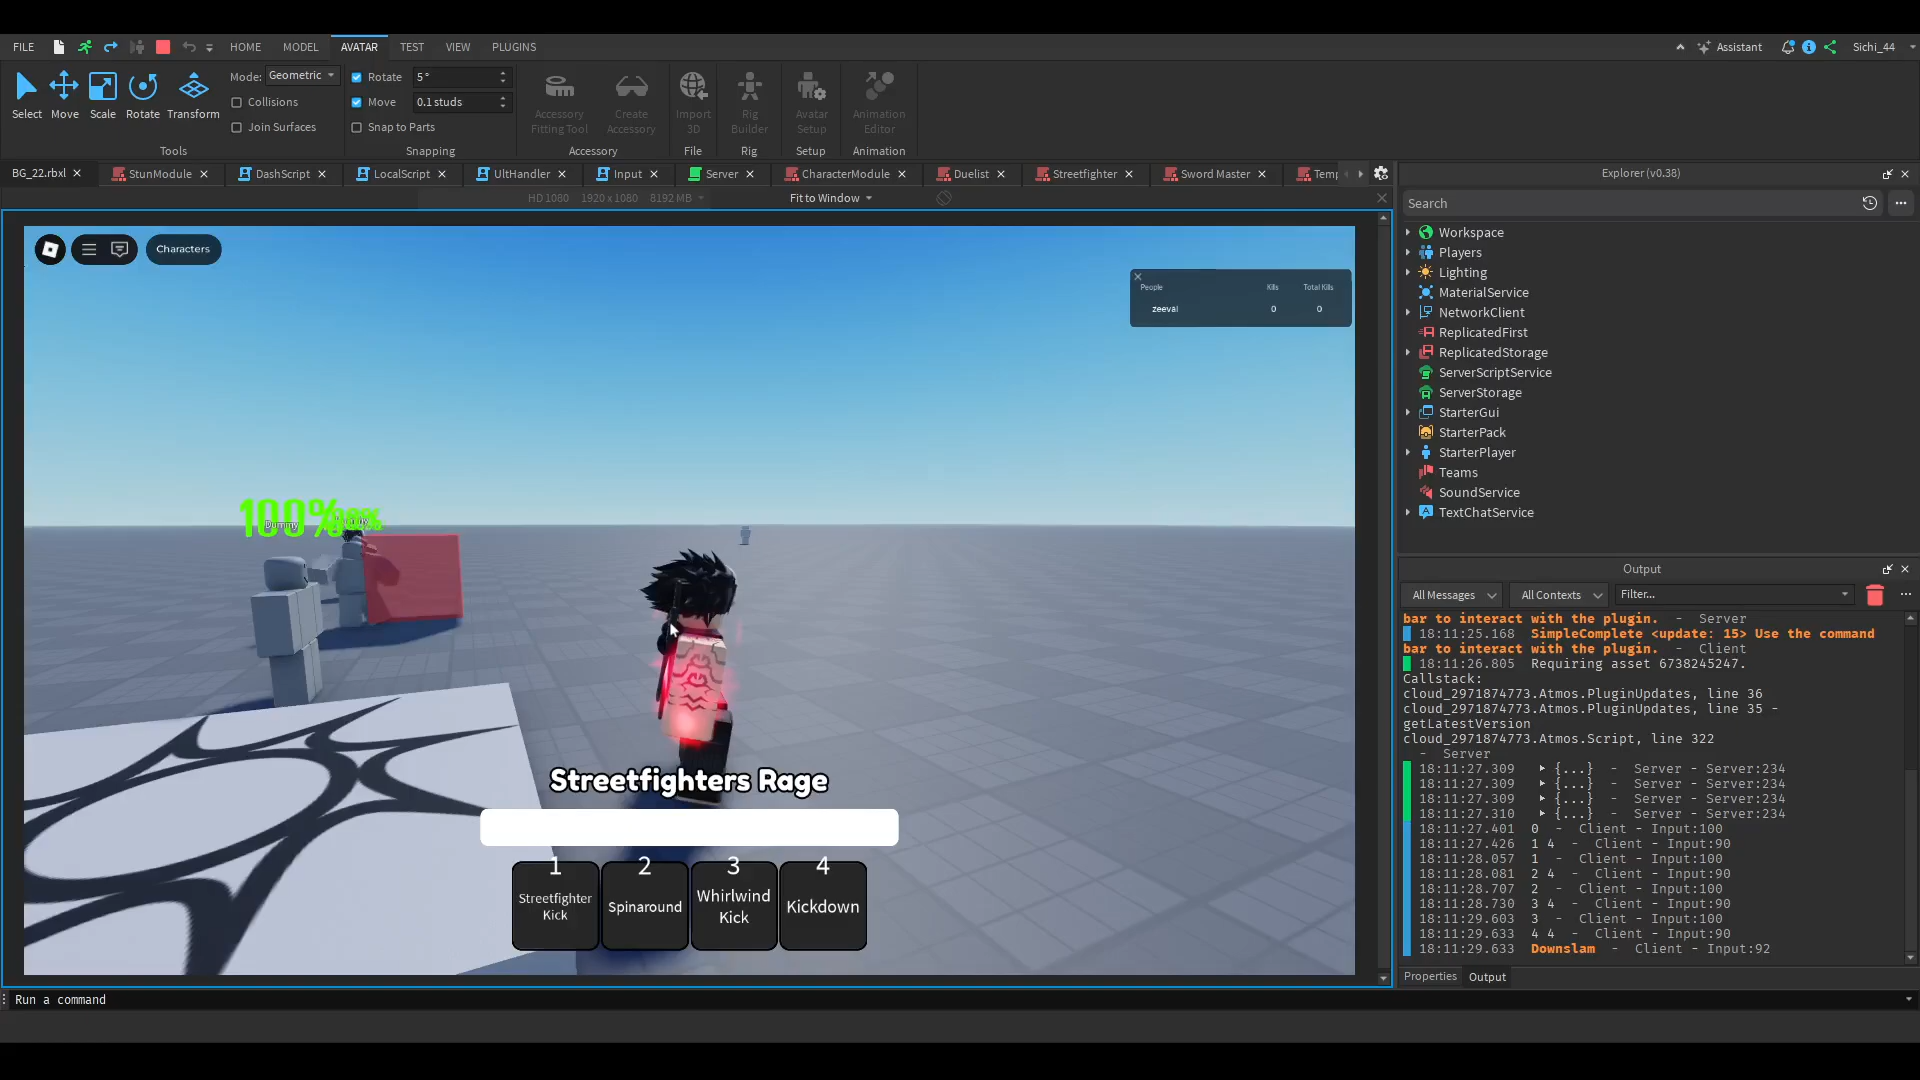 FILE HOME MODEL AVATAR TEST VIEW PLUGINS Assistant Sichi_44
Select Move Scale Rotate Transform
Mode: Geometric
Collisions
Join Surfaces
Tools
Rotate 5°
Move 0.1 studs
Snap to Parts
Snapping
Accessory Fitting Tool
Create Accessory
Accessory
Import 3D
File
Rig Builder
Rig
Avatar Setup
Setup
Animation Editor
Animation
BG_22.rbxl StunModule DashScript LocalScript UltHandler Input Server CharacterModule Duelist Streetfighter Sword Master Temp
HD 1080 1920 x 1080 8192 MB Fit to Window
Characters
People Kills Total Kills
zeeval 0 0
100%
Dummy
Streetfighters Rage
1 2 3 4
Streetfighter Kick
Spinaround
Whirlwind Kick
Kickdown
Explorer (v0.38)
Search
Workspace
Players
Lighting
MaterialService
NetworkClient
ReplicatedFirst
ReplicatedStorage
ServerScriptService
ServerStorage
StarterGui
StarterPack
StarterPlayer
Teams
SoundService
TextChatService
Output
All Messages All Contexts Filter...
bar to interact with the plugin. - Server
18:11:25.168 SimpleComplete <update: 15> Use the command
bar to interact with the plugin. - Client
18:11:26.805 Requiring asset 6738245247.
Callstack:
cloud_2971874773.Atmos.PluginUpdates, line 36
cloud_2971874773.Atmos.PluginUpdates, line 35 -
getLatestVersion
cloud_2971874773.Atmos.Script, line 322
- Server
18:11:27.309 {...} - Server - Server:234
18:11:27.309 {...} - Server - Server:234
18:11:27.309 {...} - Server - Server:234
18:11:27.310 {...} - Server - Server:234
18:11:27.401 0 - Client - Input:100
18:11:27.426 1 4 - Client - Input:90
18:11:28.057 1 - Client - Input:100
18:11:28.081 2 4 - Client - Input:90
18:11:28.707 2 - Client - Input:100
18:11:28.730 3 4 - Client - Input:90
18:11:29.603 3 - Client - Input:100
18:11:29.633 4 4 - Client - Input:90
18:11:29.633 Downslam - Client - Input:92
Properties Output
Run a command